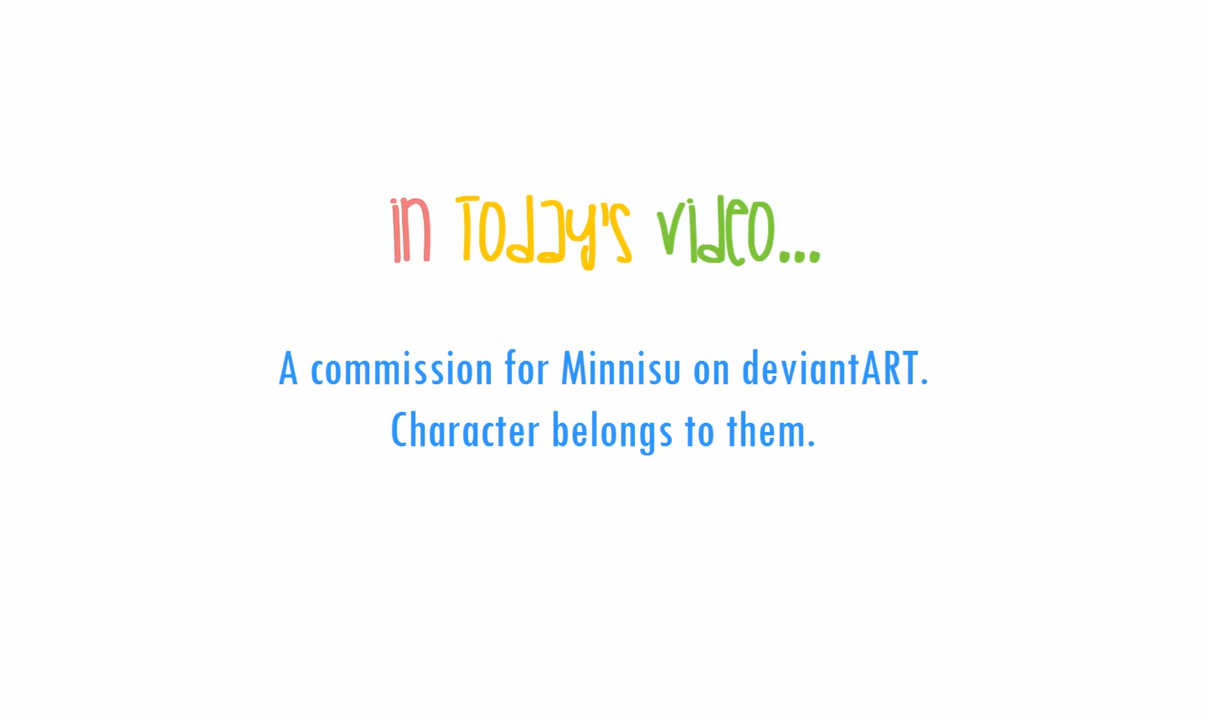 in Today's video...
A commission for Minnisu on deviantART.
Character belongs to them.